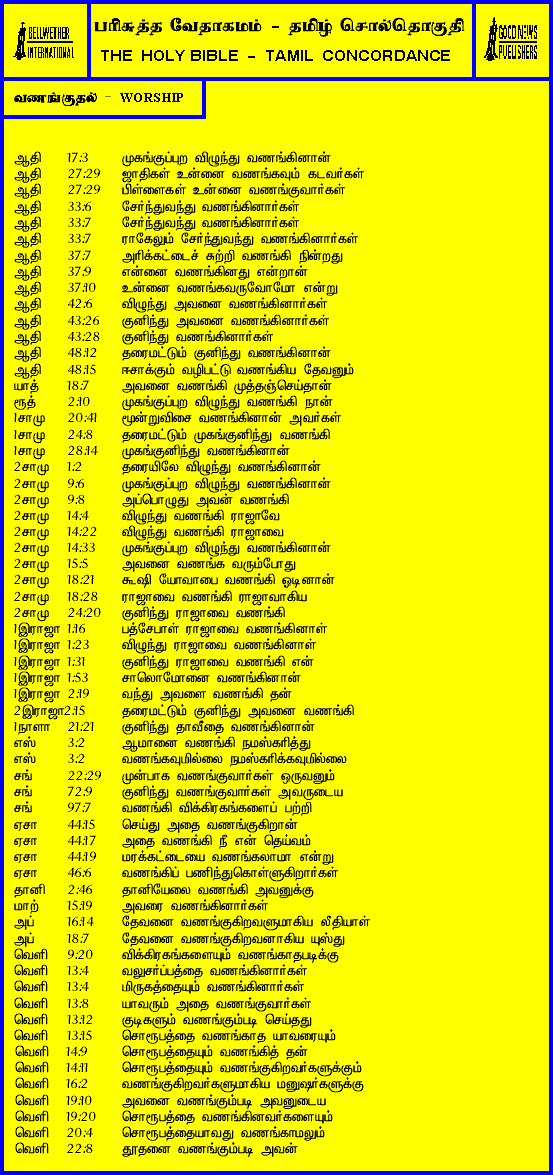 BELLWETHER INTERNATIONAL
பரிசுத்த வேதாகமம் - தமிழ் சொல்தொகுதி
THE HOLY BIBLE - TAMIL CONCORDANCE
GOOD NEWS PUBLISHERS
வணங்குதல் - WORSHIP
ஆதி 17:3 முகங்குப்புற விழுந்து வணங்கினான்
ஆதி 27:29 ஜாதிகள் உன்னை வணங்கவும் கடவர்கள்
ஆதி 27:29 பிள்ளைகள் உன்னை வணங்குவார்கள்
ஆதி 33:6 சேர்ந்துவந்து வணங்கினார்கள்
ஆதி 33:7 சேர்ந்துவந்து வணங்கினார்கள்
ஆதி 33:7 ராகேலும் சேர்ந்துவந்து வணங்கினார்கள்
ஆதி 37:7 அரிக்கட்டைச் சுற்றி வணங்கி நின்றது
ஆதி 37:9 என்னை வணங்கினது என்றான்
ஆதி 37:10 உன்னை வணங்கவருவோமோ என்று
ஆதி 42:6 விழுந்து அவனை வணங்கினார்கள்
ஆதி 43:26 குனிந்து அவனை வணங்கினார்கள்
ஆதி 43:28 குனிந்து வணங்கினார்கள்
ஆதி 48:12 தரைமட்டும் குனிந்து வணங்கினான்
ஆதி 48:15 ஈசாக்கும் வழிபட்டு வணங்கிய தேவனும்
யாத் 18:7 அவனை வணங்கி முத்தஞ்செய்தான்
ரூத் 2:10 முகங்குப்புற விழுந்து வணங்கி நான்
1சாமு 20:41 மூன்றுவிசை வணங்கினான் அவர்கள்
1சாமு 24:8 தரைமட்டும் முகங்குனிந்து வணங்கி
1சாமு 28:14 முகங்குனிந்து வணங்கினான்
2சாமு 1:2 தரையிலே விழுந்து வணங்கினான்
2சாமு 9:6 முகங்குப்புற விழுந்து வணங்கினான்
2சாமு 9:8 அப்பொழுது அவன் வணங்கி
2சாமு 14:4 விழுந்து வணங்கி ராஜாவே
2சாமு 14:22 விழுந்து வணங்கி ராஜாவை
2சாமு 14:33 முகங்குப்புற விழுந்து வணங்கினான்
2சாமு 15:5 அவனை வணங்க வரும்போது
2சாமு 18:21 கூஷி யோவாபை வணங்கி ஓடினான்
2சாமு 18:28 ராஜாவை வணங்கி ராஜாவாகிய
2சாமு 24:20 குனிந்து ராஜாவை வணங்கி
1இராஜா 1:16 பத்சேபாள் ராஜாவை வணங்கினாள்
1இராஜா 1:23 விழுந்து ராஜாவை வணங்கினாள்
1இராஜா 1:31 குனிந்து ராஜாவை வணங்கி என்
1இராஜா 1:53 சாலொமோனை வணங்கினான்
1இராஜா 2:19 வந்து அவளை வணங்கி தன்
2இராஜா2:15 தரைமட்டும் குனிந்து அவனை வணங்கி
1நாளா 21:21 குனிந்து தாவீதை வணங்கினான்
எஸ் 3:2 ஆமானை வணங்கி நமஸ்கரித்து
எஸ் 3:2 வணங்கவுமில்லை நமஸ்கரிக்கவுமில்லை
சங் 22:29 முன்பாக வணங்குவார்கள் ஒருவனும்
சங் 72:9 குனிந்து வணங்குவார்கள் அவருடைய
சங் 97:7 வணங்கி விக்கிரகங்களைப் பற்றி
ஏசா 44:15 செய்து அதை வணங்குகிறான்
ஏசா 44:17 அதை வணங்கி நீ என் தெய்வம்
ஏசா 44:19 மரக்கட்டையை வணங்கலாமா என்று
ஏசா 46:6 வணங்கிப் பணிந்துகொள்ளுகிறார்கள்
தானி 2:46 தானியேலை வணங்கி அவனுக்கு
மாற் 15:19 அவரை வணங்கினார்கள்
அப் 16:14 தேவனை வணங்குகிறவளுமாகிய லீதியாள்
அப் 18:7 தேவனை வணங்குகிறவனாகிய யுஸ்து
வெளி 9:20 விக்கிரகங்களையும் வணங்காதபடிக்கு
வெளி 13:4 வலுசர்ப்பத்தை வணங்கினார்கள்
வெளி 13:4 மிருகத்தையும் வணங்கினார்கள்
வெளி 13:8 யாவரும் அதை வணங்குவார்கள்
வெளி 13:12 குடிகளும் வணங்கும்படி செய்தது
வெளி 13:15 சொரூபத்தை வணங்காத யாவரையும்
வெளி 14:9 சொரூபத்தையும் வணங்கித் தன்
வெளி 14:11 சொரூபத்தையும் வணங்குகிறவர்களுக்கும்
வெளி 16:2 வணங்குகிறவர்களுமாகிய மனுஷர்களுக்கு
வெளி 19:10 அவனை வணங்கும்படி அவனுடைய
வெளி 19:20 சொரூபத்தை வணங்கினவர்களையும்
வெளி 20:4 சொரூபத்தையாவது வணங்காமலும்
வெளி 22:8 தூதனை வணங்கும்படி அவன்